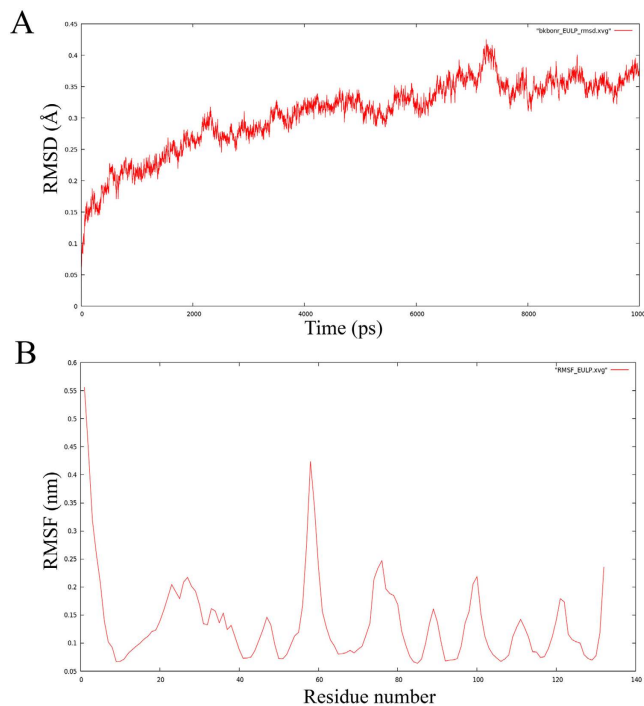 A
"bkbonr_EULP_rmsd.xvg"
0.45
0.4
0.35
0.3
0.25
0.2
0.15
0.1
0.05
0
RMSD (Å)
0 2000 4000 6000 8000 1000
Time (ps)
B
"RMSF_EULP.xvg"
0.6
0.55
0.5
0.45
0.4
0.35
0.3
0.25
0.2
0.15
0.1
0.05
RMSF (nm)
0 20 40 60 80 100 120 140
Residue number